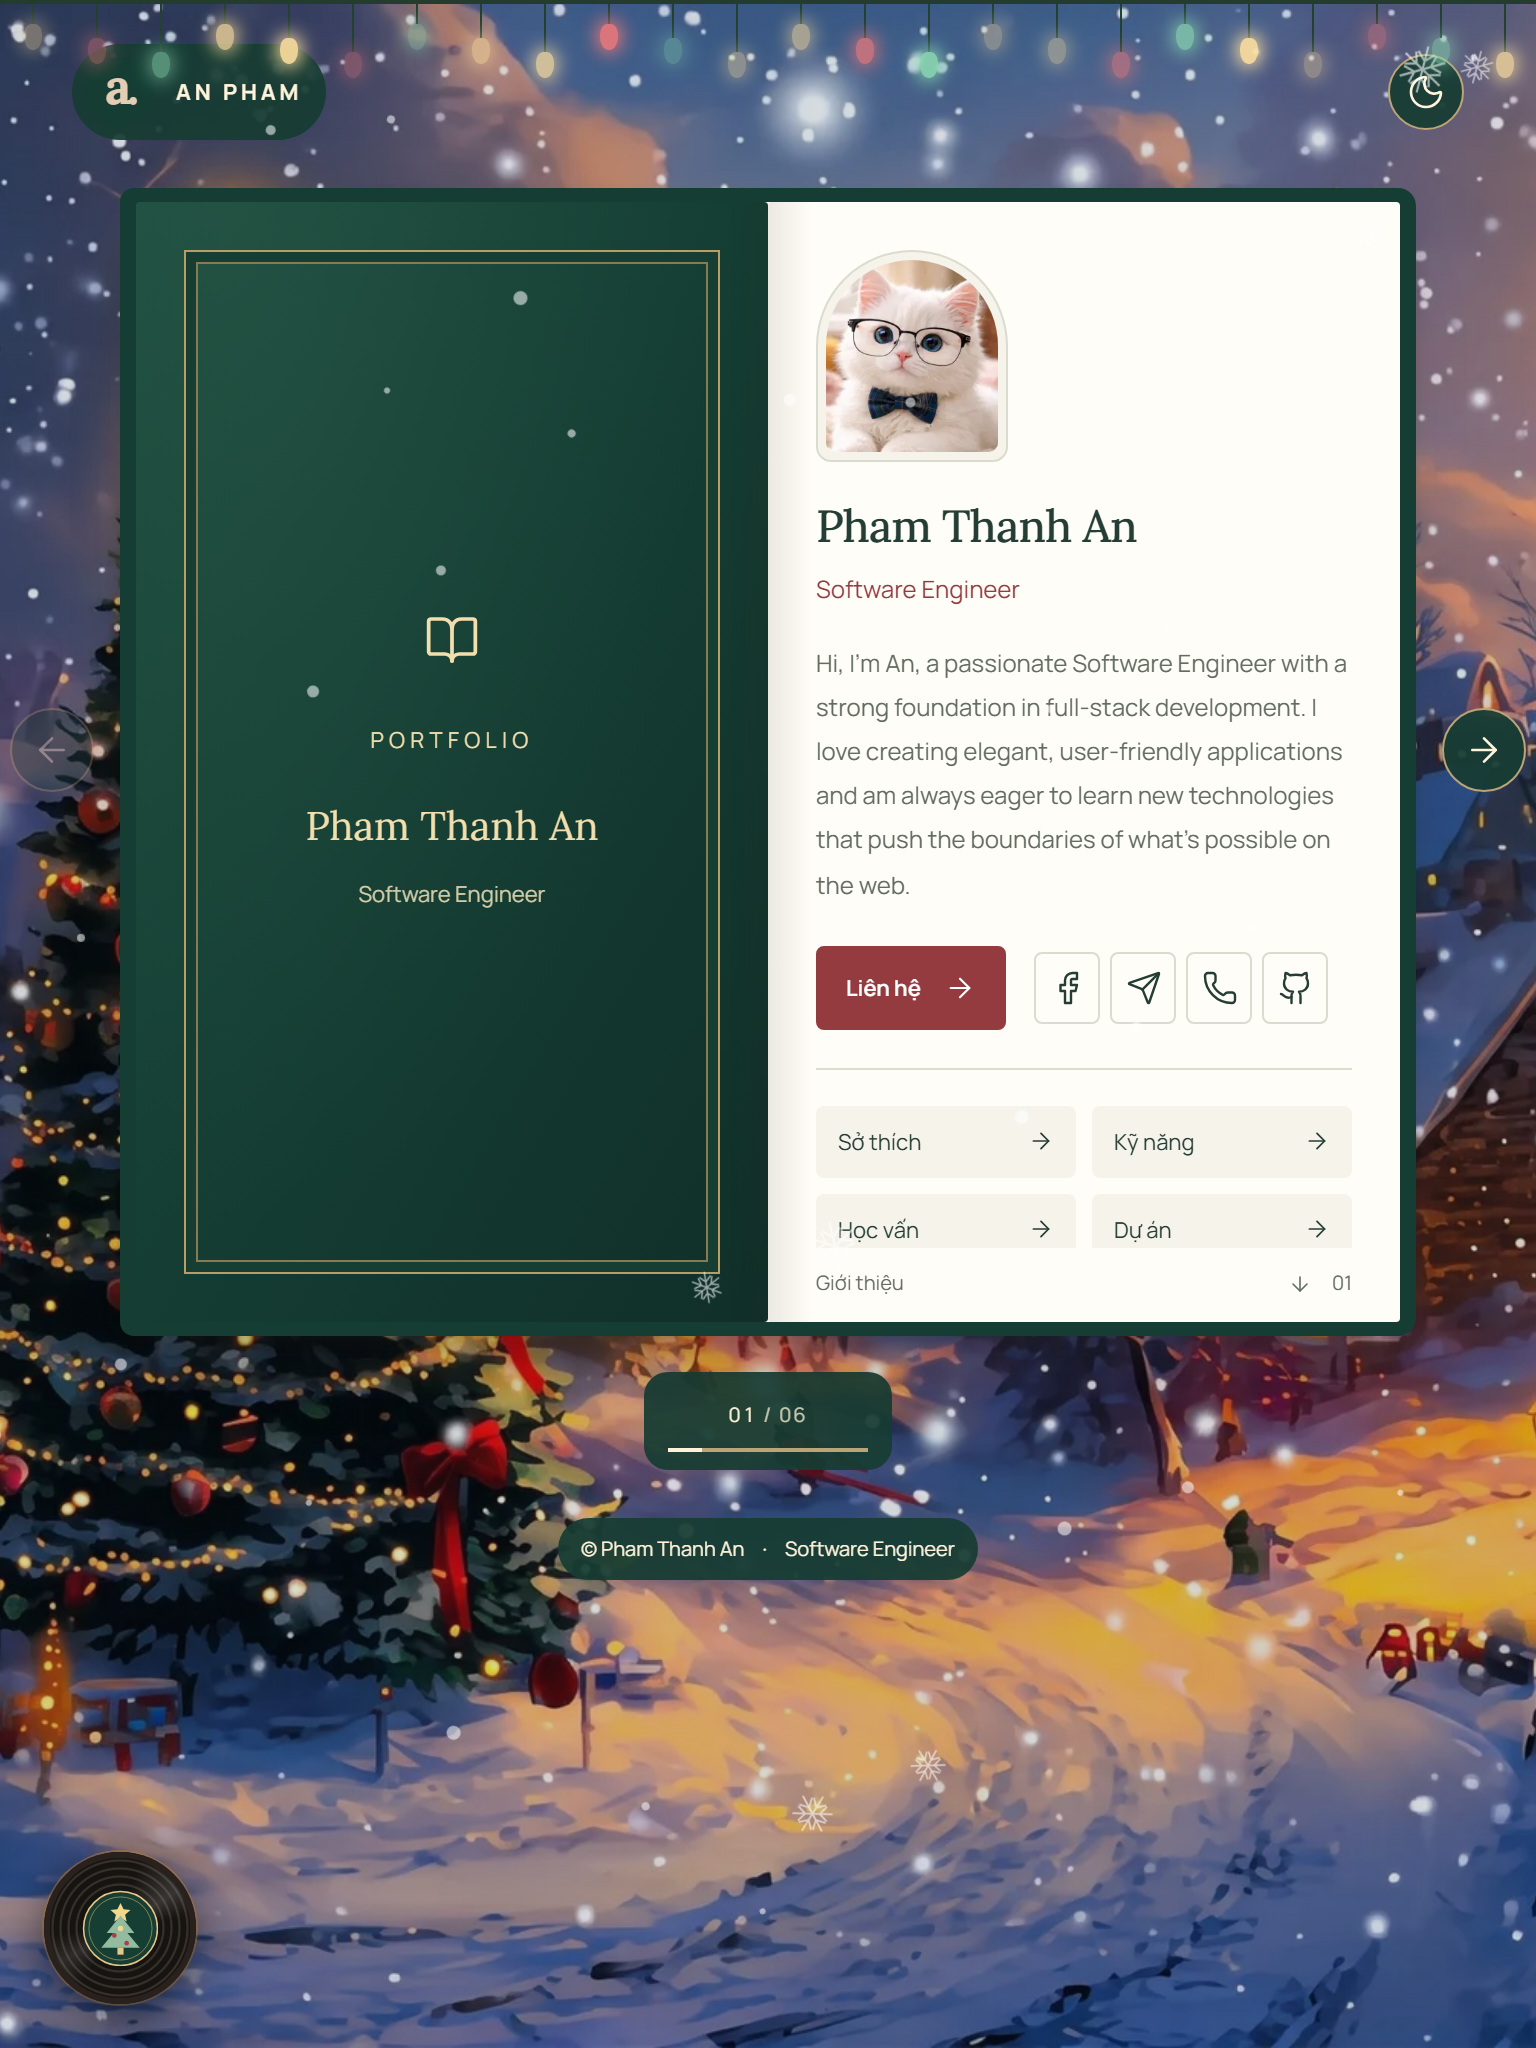 a.
AN PHAM
PORTFOLIO
Pham Thanh An
Software Engineer
Pham Thanh An
Software Engineer
Hi, I'm An, a passionate Software Engineer with a
strong foundation in full-stack development. I
love creating elegant, user-friendly applications
and am always eager to learn new technologies
that push the boundaries of what's possible on
the web.
Liên hệ
Sở thích
Kỹ năng
Học vấn
Dự án
Giới thiệu
01
01 / 06
© Pham Thanh An · Software Engineer